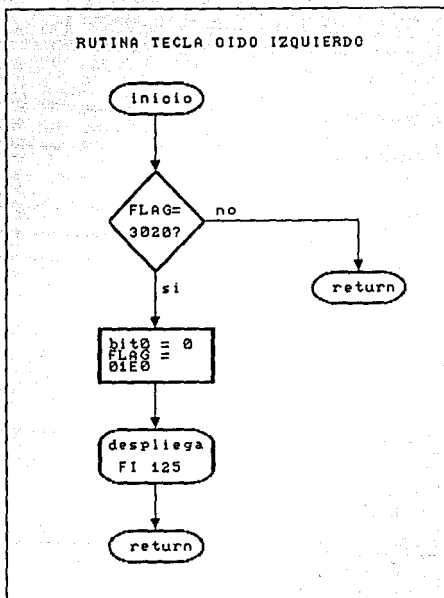 RUTINA TECLA OIDO IZQUIERDO
inicio
FLAG=
3020?
no
return
si
bit0 = 0
FLAG =
01E0
despliega
FI 125
return